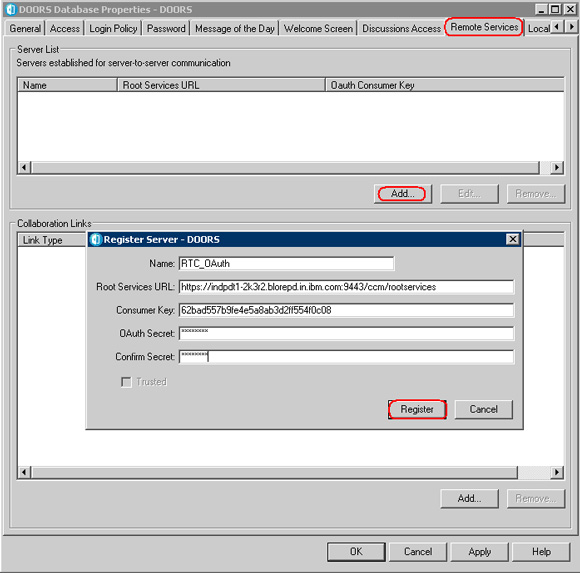 DOORS Database Properties - DOORS
General Access Login Policy Password Message of the Day Welcome Screen Discussions Access Remote Services Local
Server List
Servers established for server-to-server communication
Name Root Services URL Oauth Consumer Key
Add... Edit... Remove...
Collaboration Links
Link Type
Register Server - DOORS
Name: RTC_OAuth
Root Services URL: https://indpdt1-2k3r2.blorepd.in.ibm.com:9443/ccm/rootservices
Consumer Key: 62bad557b9fe4e5a8ab3d2ff554f0c08
OAuth Secret: ********
Confirm Secret: ********
Trusted
Register Cancel
Add... Remove...
OK Cancel Apply Help